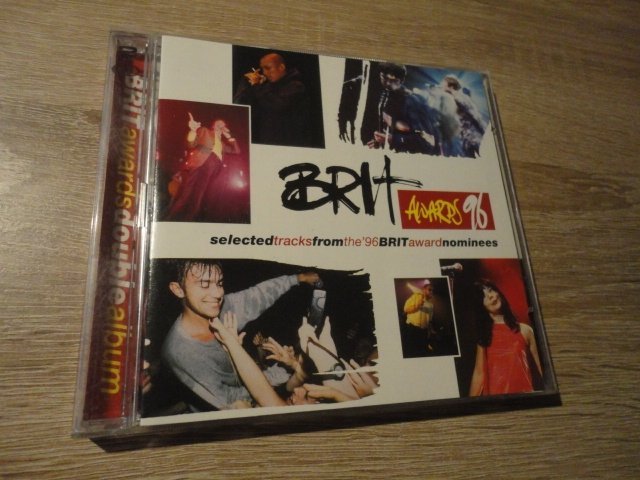 BRIT
AWARDS 96
selectedtracksfromthe'96BRITawardnominees
BRITawardsdoublealbum